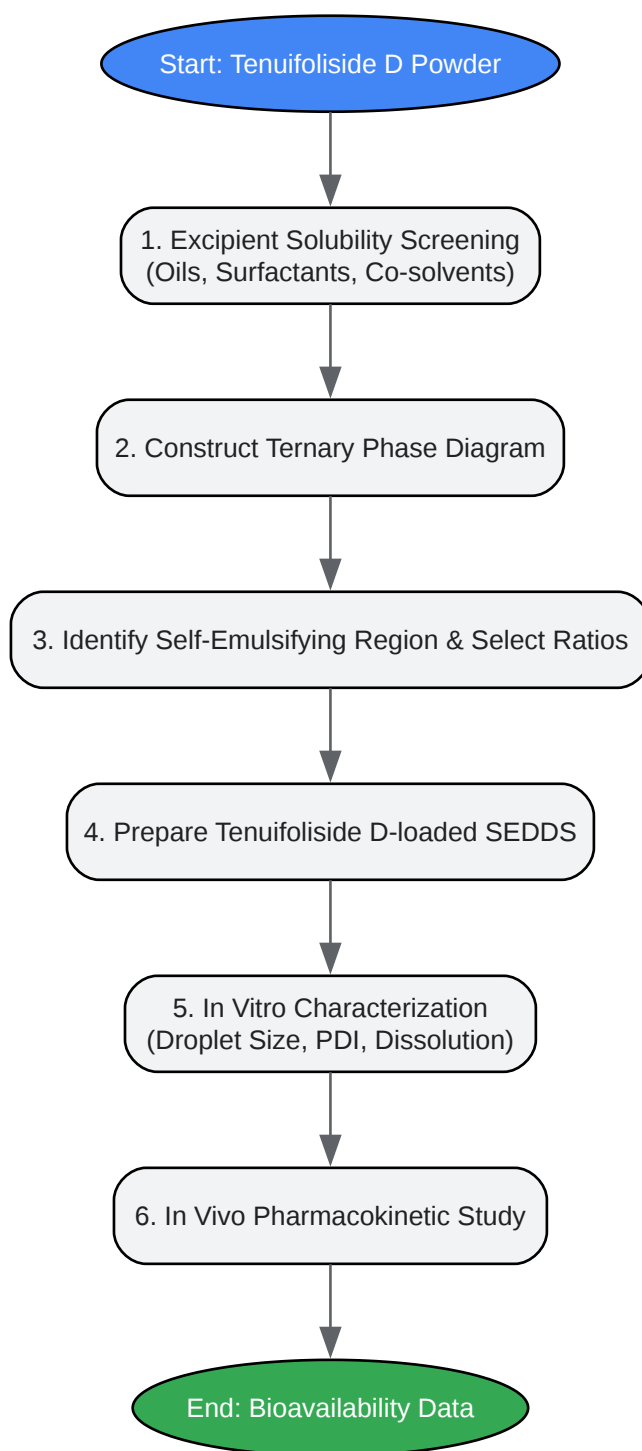 Start: Tenuifoliside D Powder
1. Excipient Solubility Screening
(Oils, Surfactants, Co-solvents)
2. Construct Ternary Phase Diagram
3. Identify Self-Emulsifying Region & Select Ratios
4. Prepare Tenuifoliside D-loaded SEDDS
5. In Vitro Characterization
(Droplet Size, PDI, Dissolution)
6. In Vivo Pharmacokinetic Study
End: Bioavailability Data